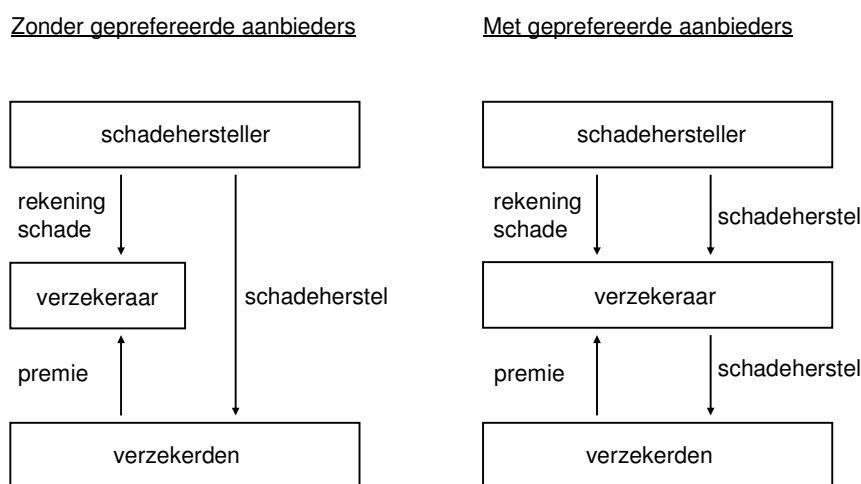 Zonder geprefereerde aanbieders
schadehersteller
rekening
schade
verzekeraar
schadeherstel
premie
verzekerden
Met geprefereerde aanbieders
schadehersteller
rekening
schade
schadeherstel
verzekeraar
premie
schadeherstel
verzekerden